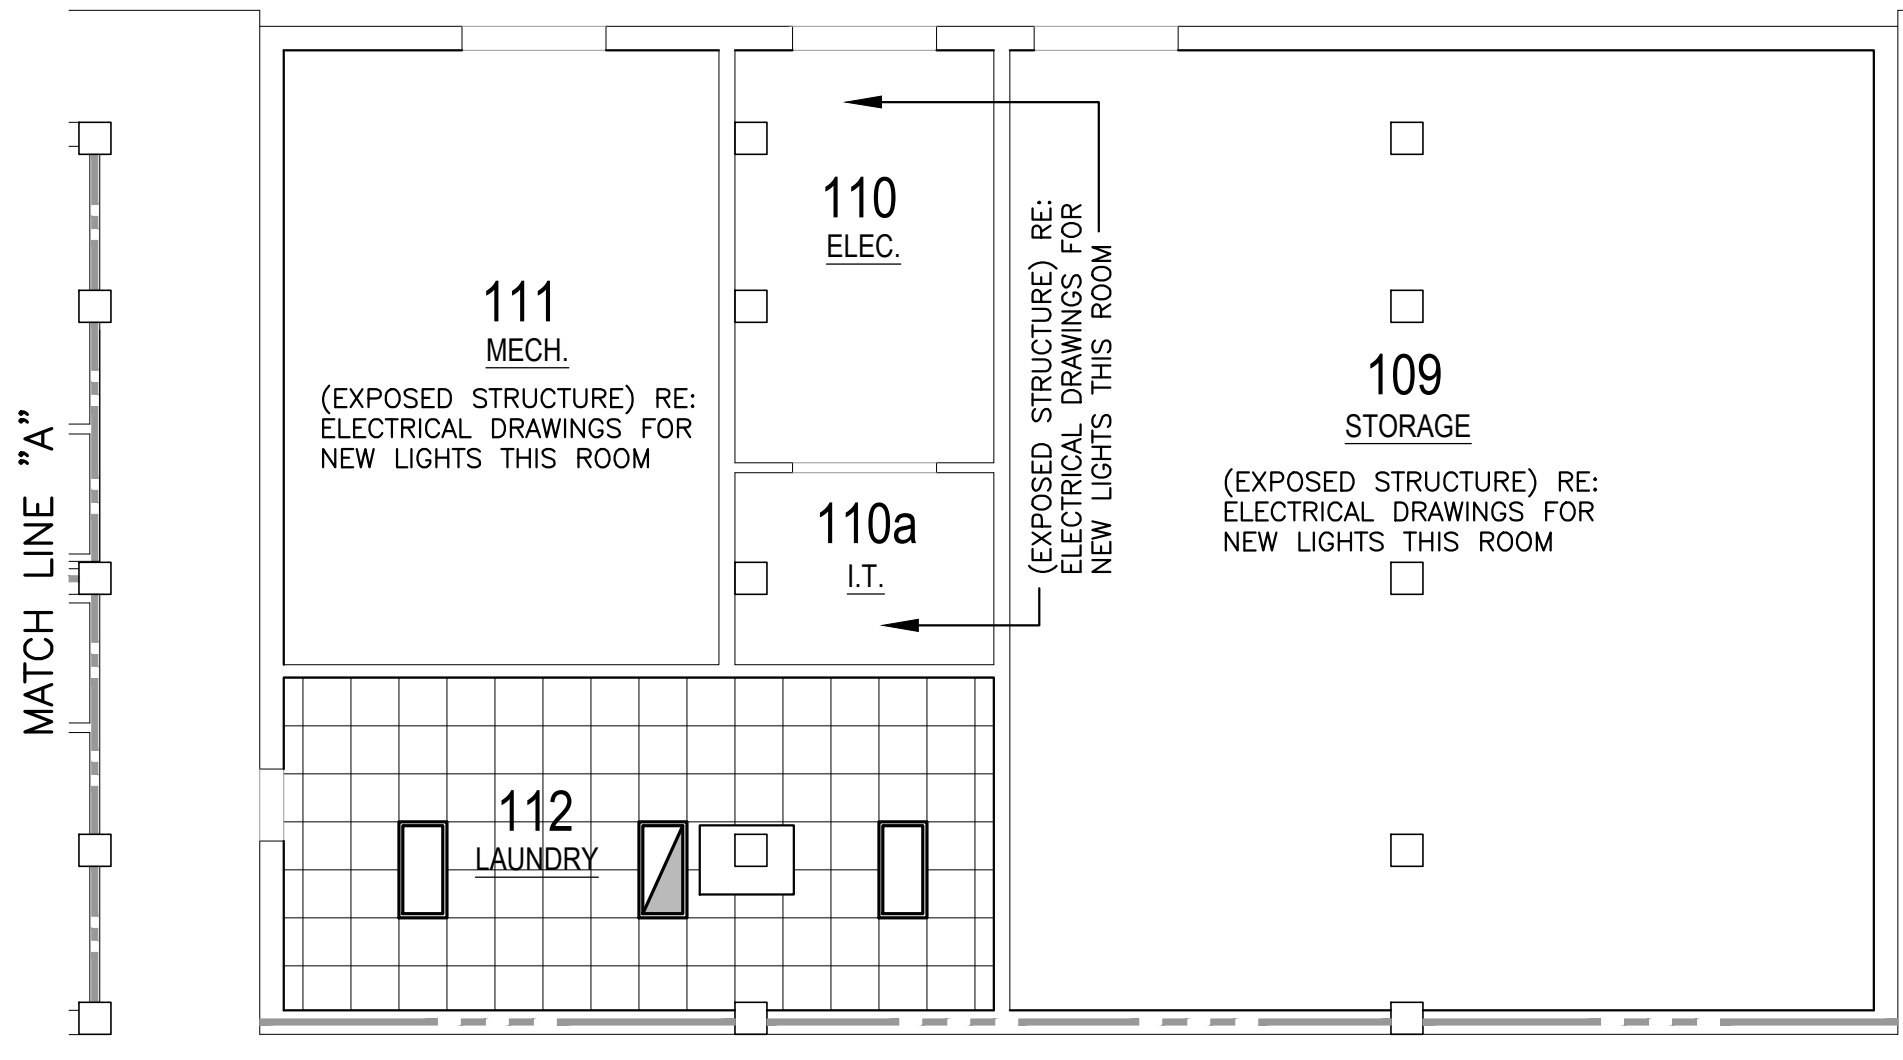 MATCH LINE "A"
111
MECH.
(EXPOSED STRUCTURE) RE:
ELECTRICAL DRAWINGS FOR
NEW LIGHTS THIS ROOM
110
ELEC.
110a
I.T.
(EXPOSED STRUCTURE) RE:
ELECTRICAL DRAWINGS FOR
NEW LIGHTS THIS ROOM
109
STORAGE
(EXPOSED STRUCTURE) RE:
ELECTRICAL DRAWINGS FOR
NEW LIGHTS THIS ROOM
112
LAUNDRY